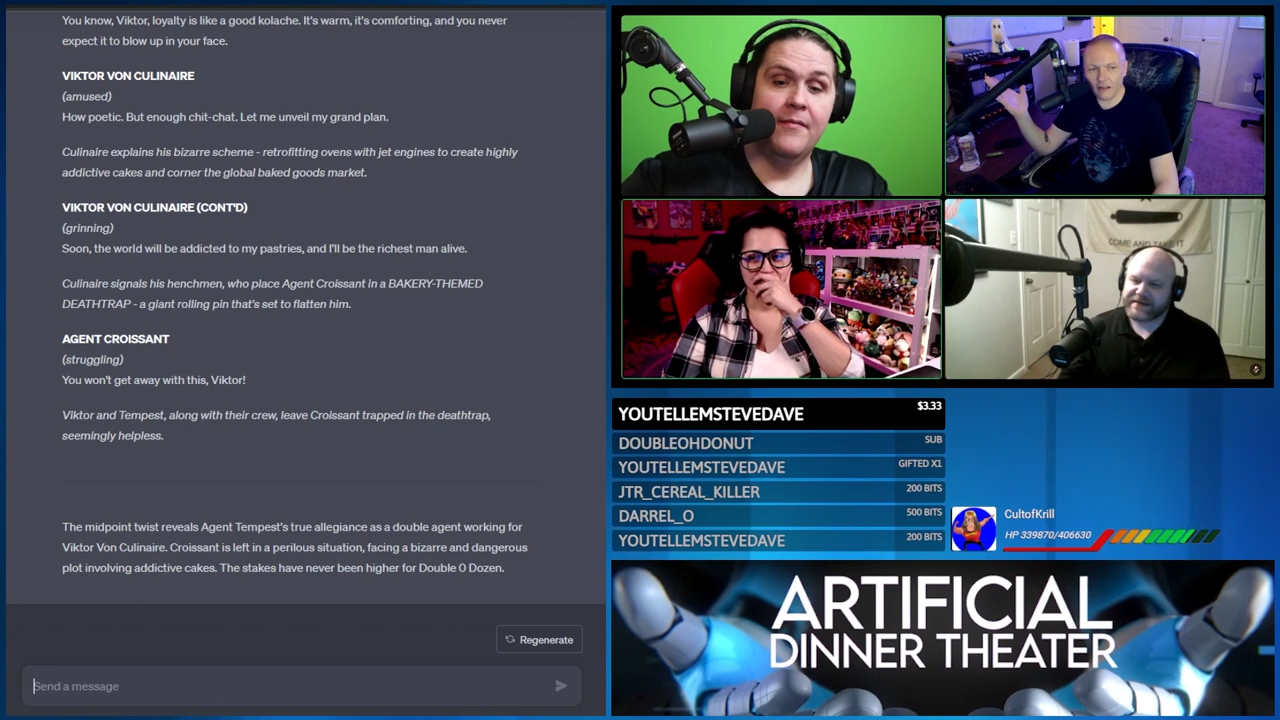 You know, Viktor, loyalty is like a good kolache. It's warm, it's comforting, and you never
expect it to blow up in your face.
VIKTOR VON CULINAIRE
(amused)
How poetic. But enough chit-chat. Let me unveil my grand plan.
Culinaire explains his bizarre scheme - retrofitting ovens with jet engines to create highly
addictive cakes and corner the global baked goods market.
VIKTOR VON CULINAIRE (CONT'D)
(grinning)
Soon, the world will be addicted to my pastries, and I'll be the richest man alive.
Culinaire signals his henchmen, who place Agent Croissant in a BAKERY-THEMED
DEATHTRAP - a giant rolling pin that's set to flatten him.
AGENT CROISSANT
(struggling)
You won't get away with this, Viktor!
Viktor and Tempest, along with their crew, leave Croissant trapped in the deathtrap,
seemingly helpless.
The midpoint twist reveals Agent Tempest's true allegiance as a double agent working for
Viktor Von Culinaire. Croissant is left in a perilous situation, facing a bizarre and dangerous
plot involving addictive cakes. The stakes have never been higher for Double 0 Dozen.
Regenerate
Send a message
COME AND TAKE IT
YOUTELLEMSTEVEDAVE $3.33
DOUBLEOHDONUT SUB
YOUTELLEMSTEVEDAVE GIFTED X1
JTR_CEREAL_KILLER 200 BITS
DARREL_O 500 BITS
YOUTELLEMSTEVEDAVE 200 BITS
CultofKrill
HP 339870/406630
ARTIFICIAL
DINNER THEATER